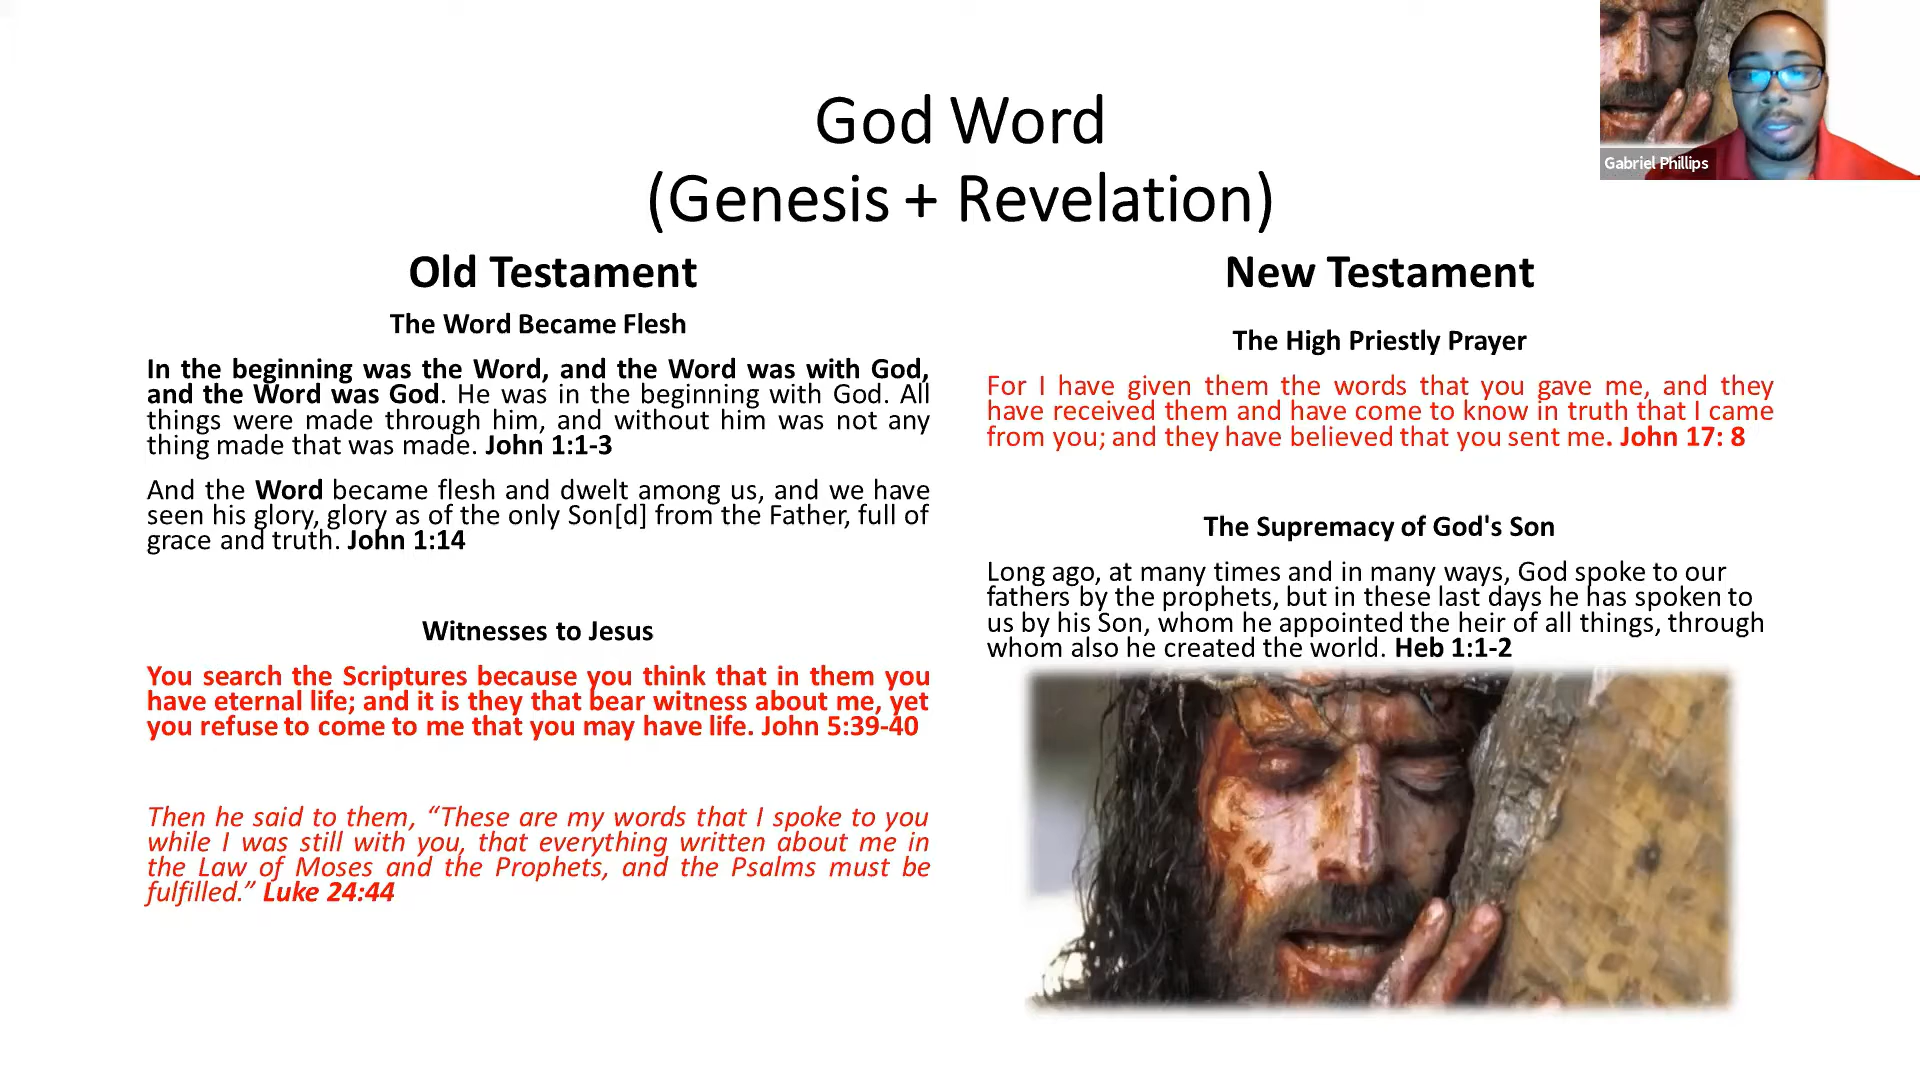 God Word
(Genesis + Revelation)
Gabriel Phillips
Old Testament
The Word Became Flesh
In the beginning was the Word, and the Word was with God,
and the Word was God. He was in the beginning with God. All
things were made through him, and without him was not any
thing made that was made. John 1:1-3
And the Word became flesh and dwelt among us, and we have
seen his glory, glory as of the only Son[d] from the Father, full of
grace and truth. John 1:14
Witnesses to Jesus
You search the Scriptures because you think that in them you
have eternal life; and it is they that bear witness about me, yet
you refuse to come to me that you may have life. John 5:39-40
Then he said to them, “These are my words that I spoke to you
while I was still with you, that everything written about me in
the Law of Moses and the Prophets, and the Psalms must be
fulfilled.” Luke 24:44
New Testament
The High Priestly Prayer
For I have given them the words that you gave me, and they
have received them and have come to know in truth that I came
from you; and they have believed that you sent me. John 17: 8
The Supremacy of God's Son
Long ago, at many times and in many ways, God spoke to our
fathers by the prophets, but in these last days he has spoken to
us by his Son, whom he appointed the heir of all things, through
whom also he created the world. Heb 1:1-2